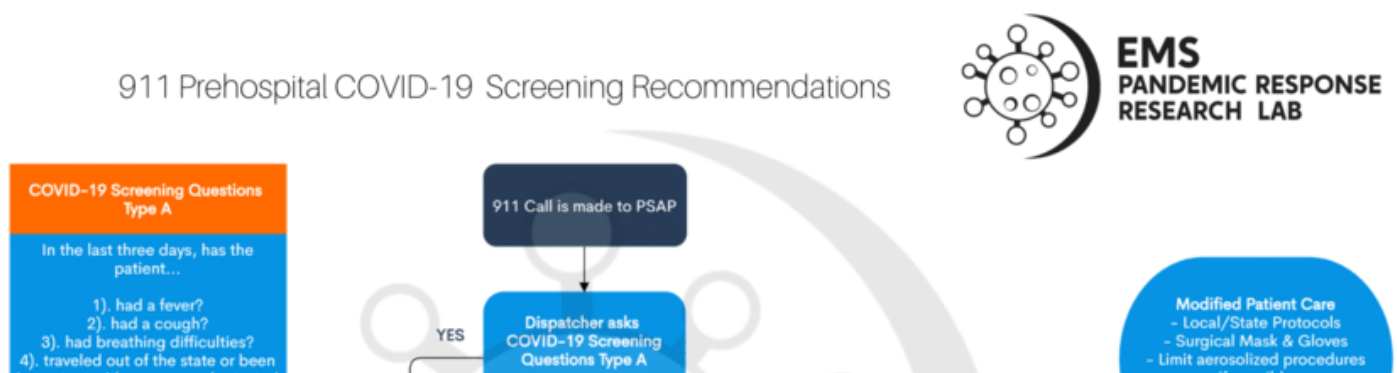 911 Prehospital COVID-19 Screening Recommendations
EMS
PANDEMIC RESPONSE
RESEARCH LAB
COVID-19 Screening Questions
Type A
In the last three days, has the
patient...
1). had a fever?
2). had a cough?
3). had breathing difficulties?
4). traveled out of the state or been
911 Call is made to PSAP
YES
Dispatcher asks
COVID-19 Screening
Questions Type A
Modified Patient Care
- Local/State Protocols
- Surgical Mask & Gloves
- Limit aerosolized procedures